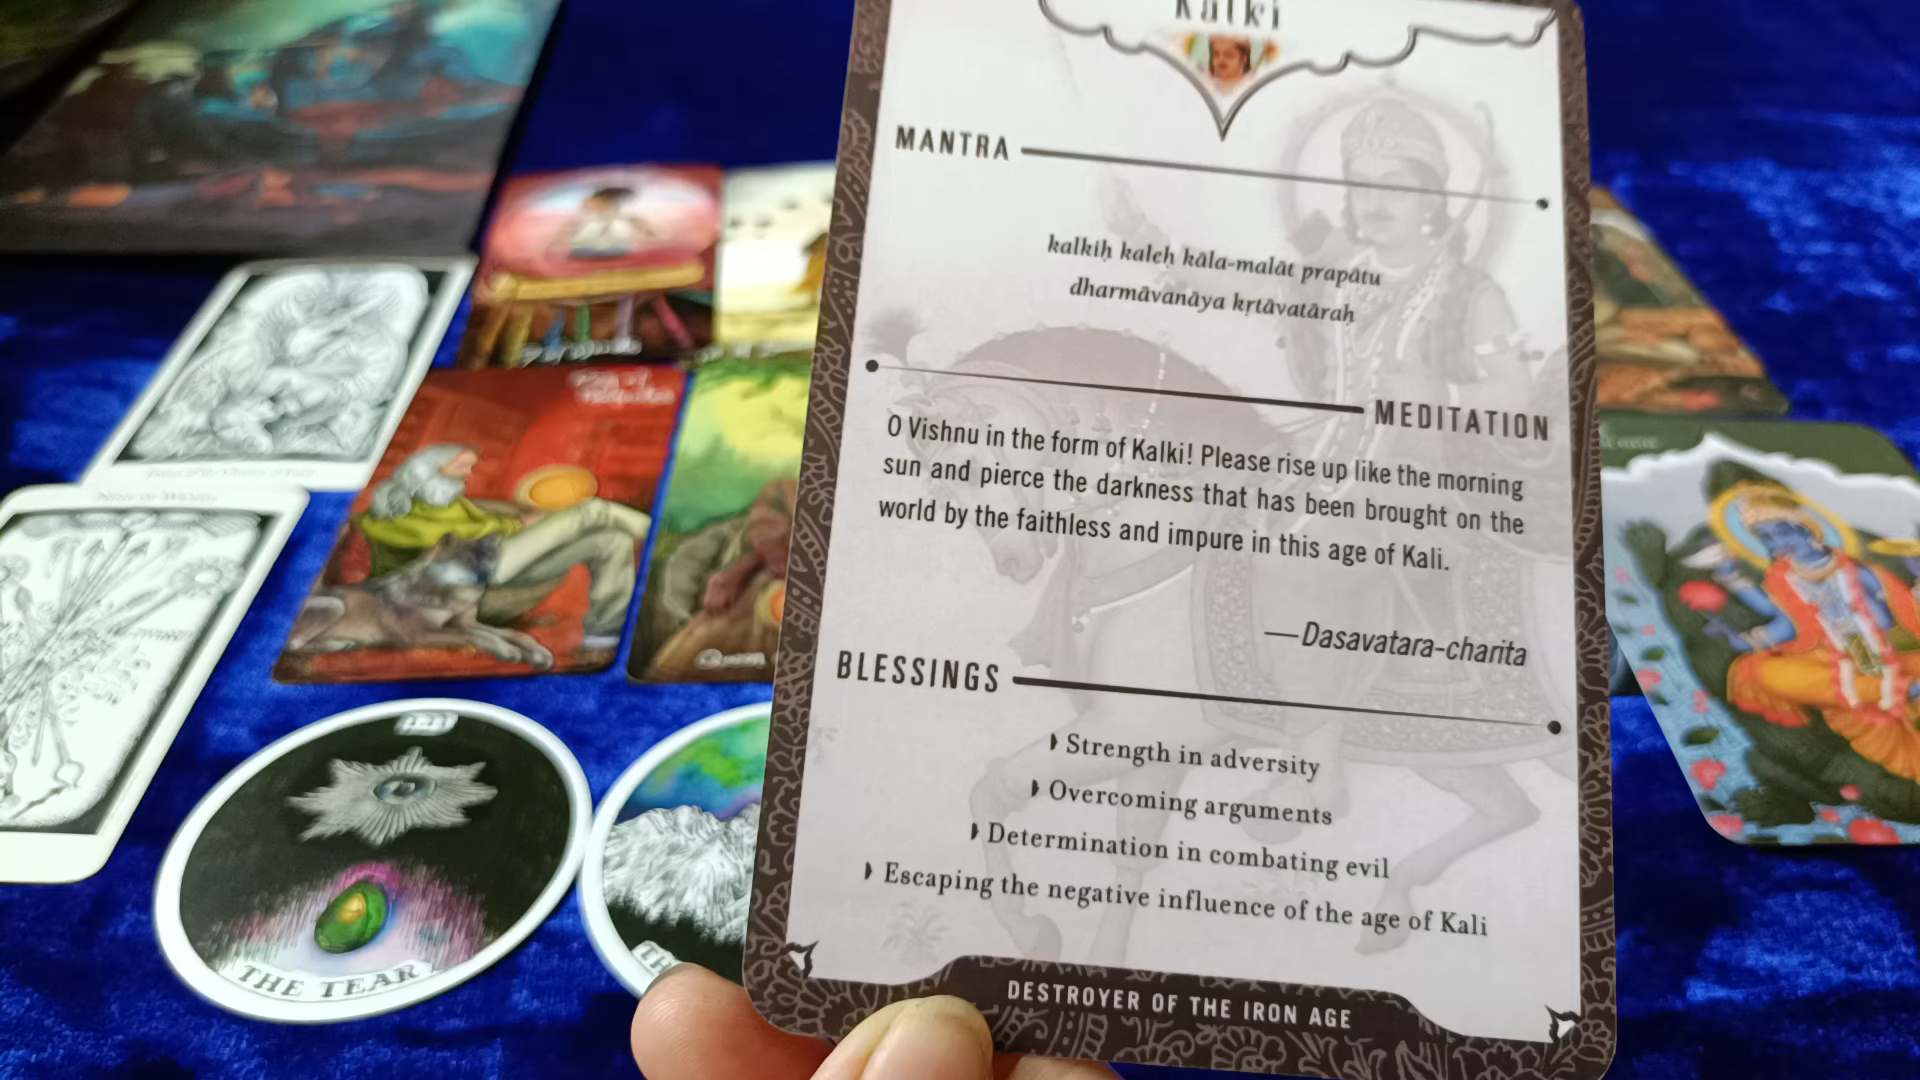 Kalki
MANTRA
kalkiḥ kaleḥ kāla-malāt prapātu
dharmāvanāya kṛtāvatāraḥ
MEDITATION
O Vishnu in the form of Kalki! Please rise up like the morning
sun and pierce the darkness that has been brought on the
world by the faithless and impure in this age of Kali.
—Dasavatara-charita
BLESSINGS
Strength in adversity
Overcoming arguments
Determination in combating evil
Escaping the negative influence of the age of Kali
DESTROYER OF THE IRON AGE
THE TEAR